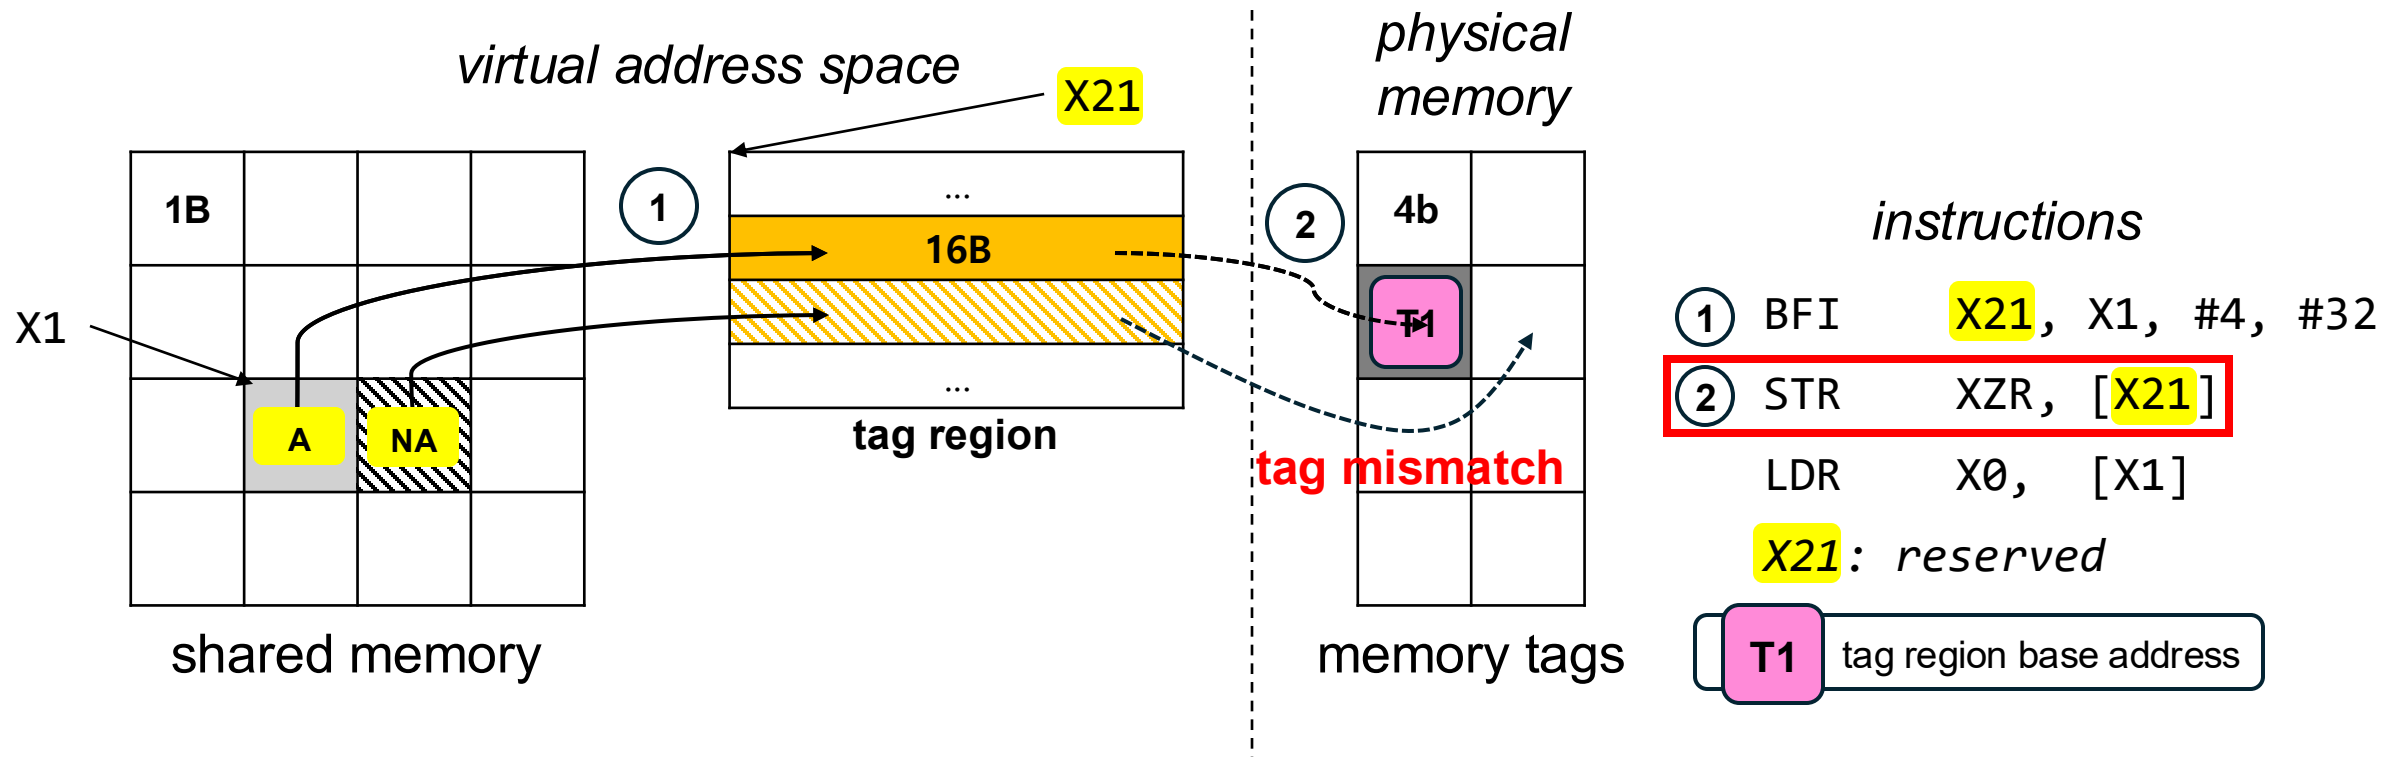 virtual address space
physical
memory
X21
1B
1
...
16B
...
tag region
X1
A
NA
shared memory
2
4b
T1
tag mismatch
memory tags
instructions
1 BFI X21, X1, #4, #32
2 STR XZR, [X21]
LDR X0, [X1]
X21: reserved
T1 tag region base address